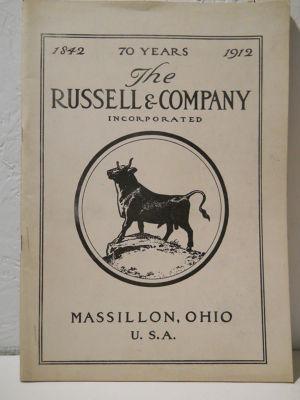 1842 70 YEARS 1912
The
RUSSELL & COMPANY
INCORPORATED
MASSILLON, OHIO
U. S. A.